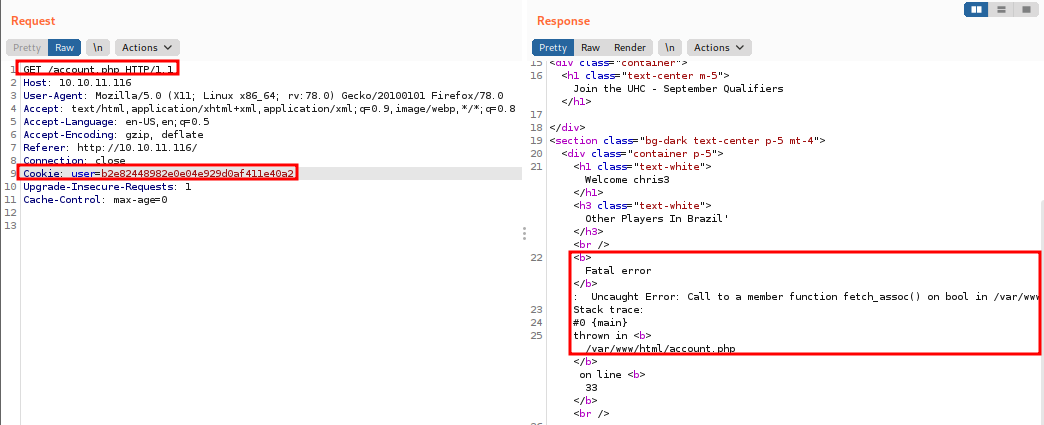 Request
Pretty Raw \n Actions
1 GET /account.php HTTP/1.1
2 Host: 10.10.11.116
3 User-Agent: Mozilla/5.0 (X11; Linux x86_64; rv:78.0) Gecko/20100101 Firefox/78.0
4 Accept: text/html,application/xhtml+xml,application/xml;q=0.9,image/webp,*/*;q=0.8
5 Accept-Language: en-US,en;q=0.5
6 Accept-Encoding: gzip, deflate
7 Referer: http://10.10.11.116/
8 Connection: close
9 Cookie: user=b2e82448982e0e04e929d0af411e40a2
10 Upgrade-Insecure-Requests: 1
11 Cache-Control: max-age=0
12
13
Response
Pretty Raw Render \n Actions
15 <div class="container">
16 <h1 class="text-center m-5">
Join the UHC - September Qualifiers
</h1>
17
18 </div>
19 <section class="bg-dark text-center p-5 mt-4">
20 <div class="container p-5">
21 <h1 class="text-white">
Welcome chris3
</h1>
<h3 class="text-white">
Other Players In Brazil'
</h3>
<br />
22 <b>
Fatal error
</b>
: Uncaught Error: Call to a member function fetch_assoc() on bool in /var/www
23 Stack trace:
24 #0 {main}
25 thrown in <b>
/var/www/html/account.php
</b>
on line <b>
33
</b>
<br />